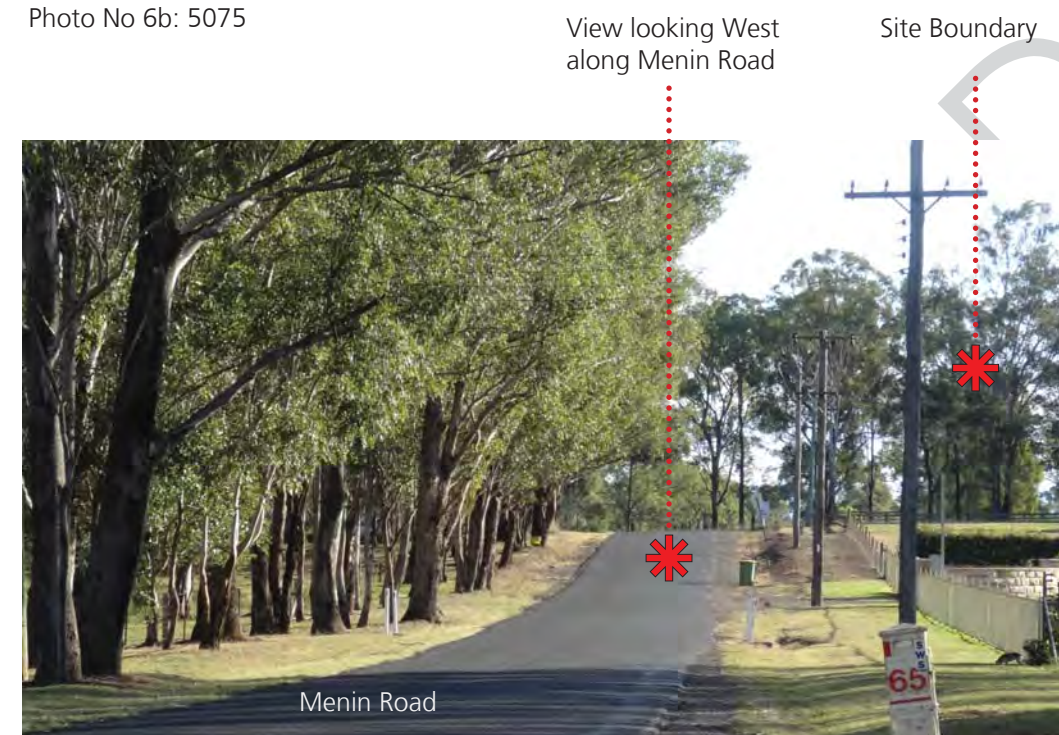 Photo No 6b: 5075
View looking West
along Menin Road
Site Boundary
Menin Road
SWS
65